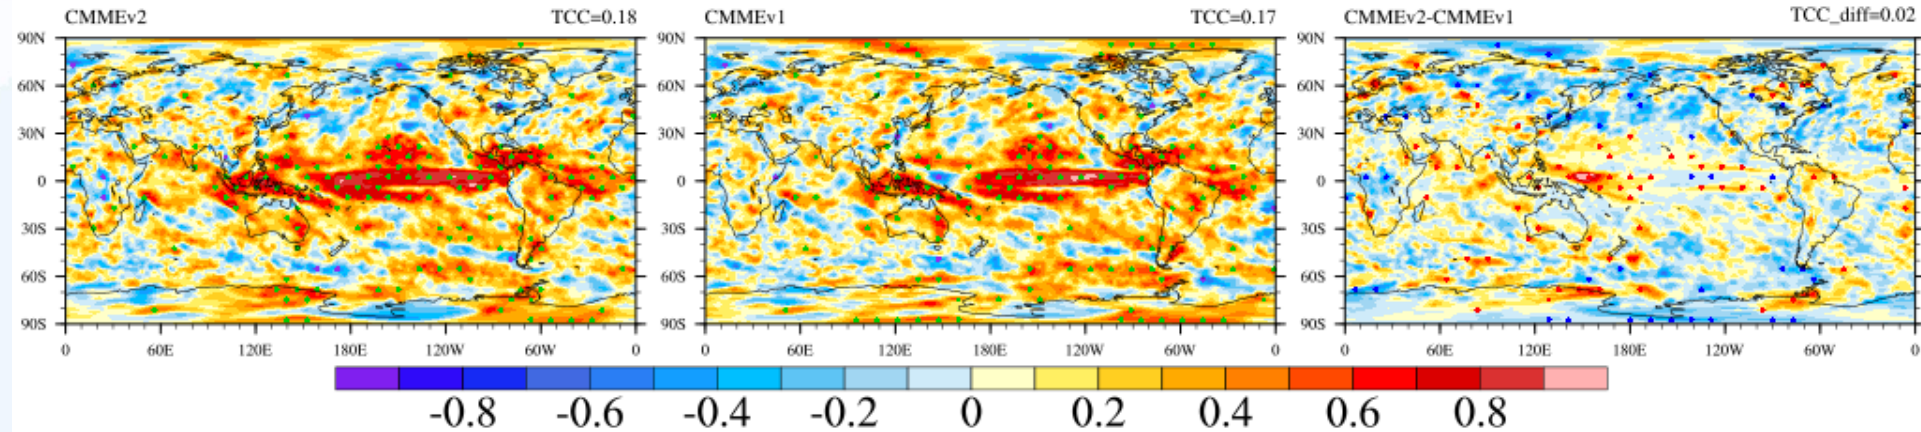 CMMEv2 TCC=0.18
CMMEv1 TCC=0.17
CMMEv2-CMMEv1 TCC_diff=0.02
90N 90N 90N
60N 60N 60N
30N 30N 30N
0 0 0
30S 30S 30S
60S 60S 60S
90S 90S 90S
0 60E 120E 180E 120W 60W 0
0 60E 120E 180E 120W 60W 0
0 60E 120E 180E 120W 60W 0
-0.8 -0.6 -0.4 -0.2 0 0.2 0.4 0.6 0.8